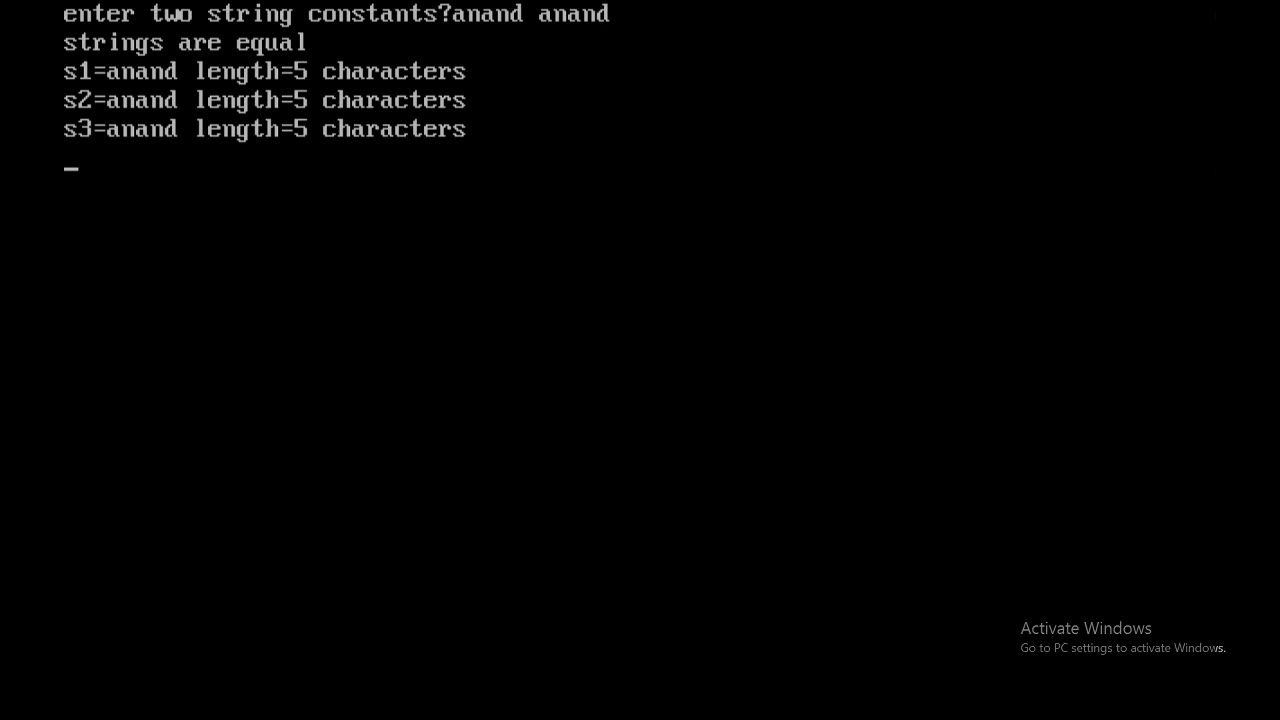 enter two string constants?anand anand
strings are equal
s1=anand length=5 characters
s2=anand length=5 characters
s3=anand length=5 characters
_
Activate Windows
Go to PC settings to activate Windows.